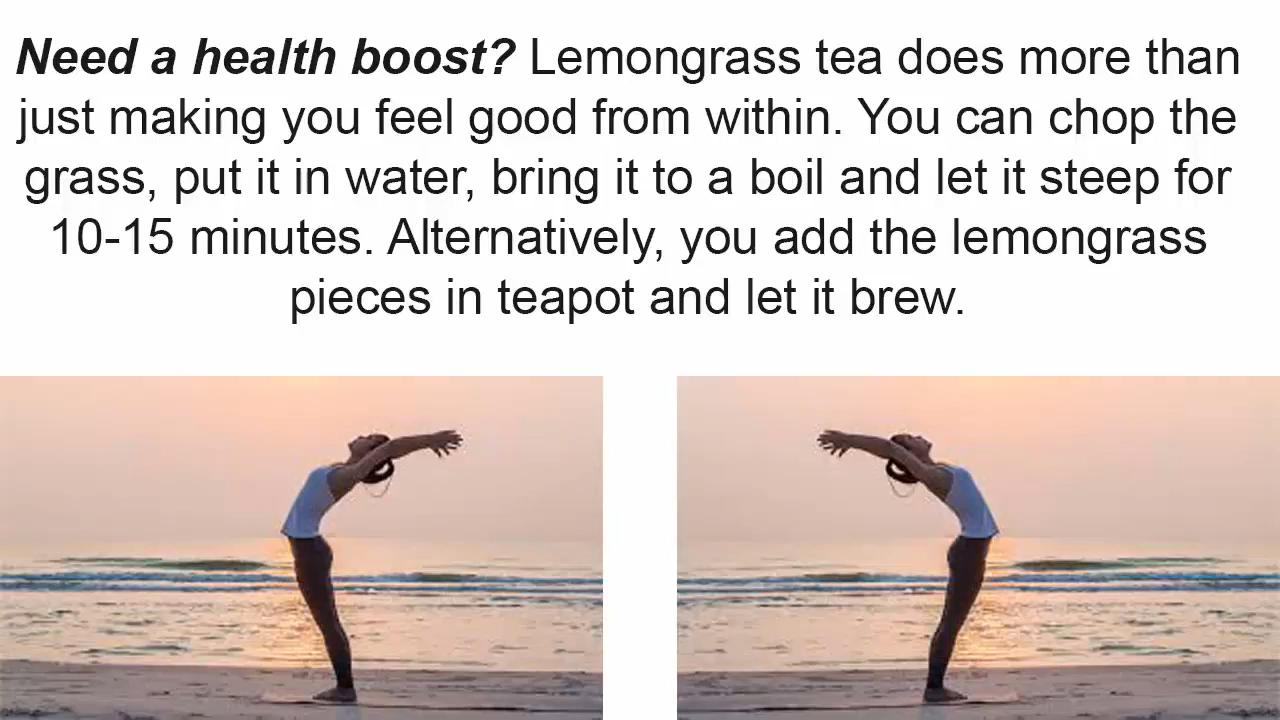 Need a health boost? Lemongrass tea does more than
just making you feel good from within. You can chop the
grass, put it in water, bring it to a boil and let it steep for
10-15 minutes. Alternatively, you add the lemongrass
pieces in teapot and let it brew.